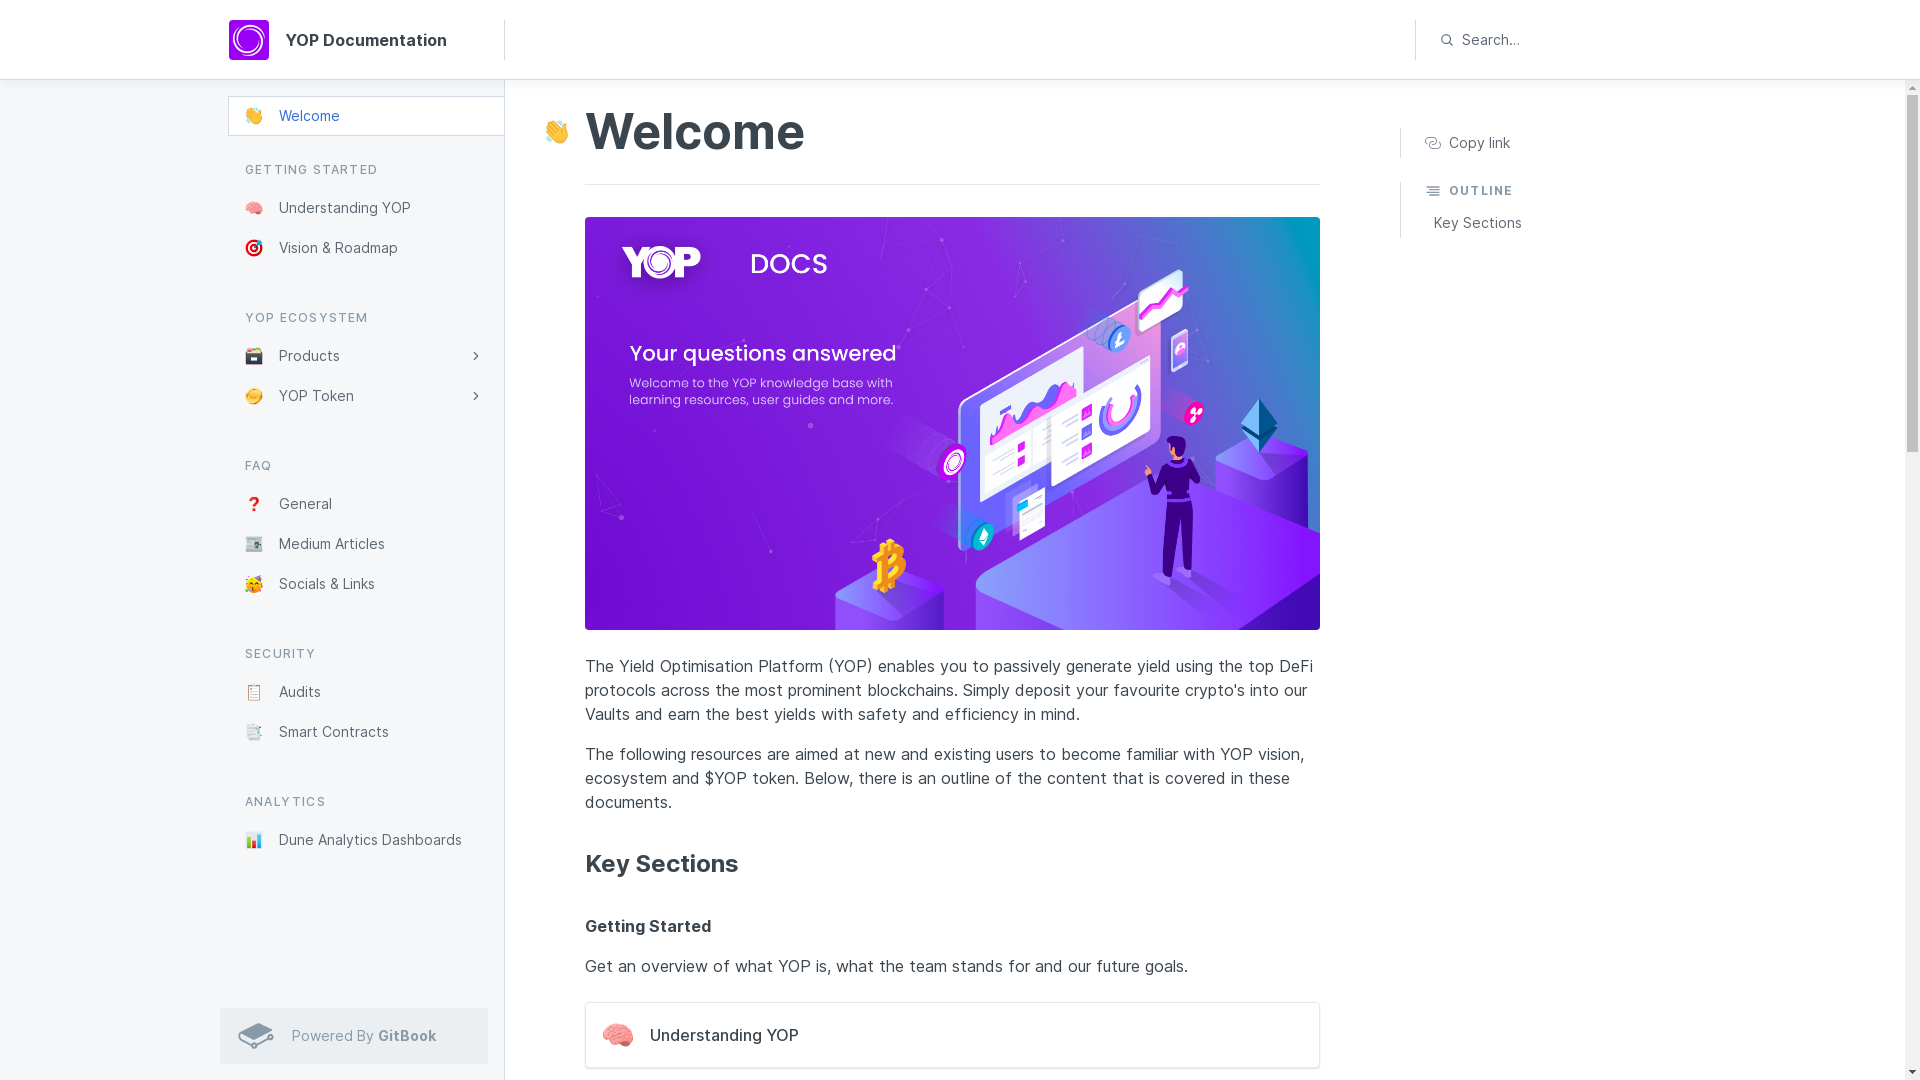 YOP Documentation
Search…
Welcome
GETTING STARTED
Understanding YOP
Vision & Roadmap
YOP ECOSYSTEM
Products
YOP Token
FAQ
General
Medium Articles
Socials & Links
SECURITY
Audits
Smart Contracts
ANALYTICS
Dune Analytics Dashboards
Powered By GitBook
Welcome
YOP DOCS
Your questions answered
Welcome to the YOP knowledge base with
learning resources, user guides and more.
The Yield Optimisation Platform (YOP) enables you to passively generate yield using the top DeFi
protocols across the most prominent blockchains. Simply deposit your favourite crypto's into our
Vaults and earn the best yields with safety and efficiency in mind.
The following resources are aimed at new and existing users to become familiar with YOP vision,
ecosystem and $YOP token. Below, there is an outline of the content that is covered in these
documents.
Key Sections
Getting Started
Get an overview of what YOP is, what the team stands for and our future goals.
Understanding YOP
Copy link
OUTLINE
Key Sections